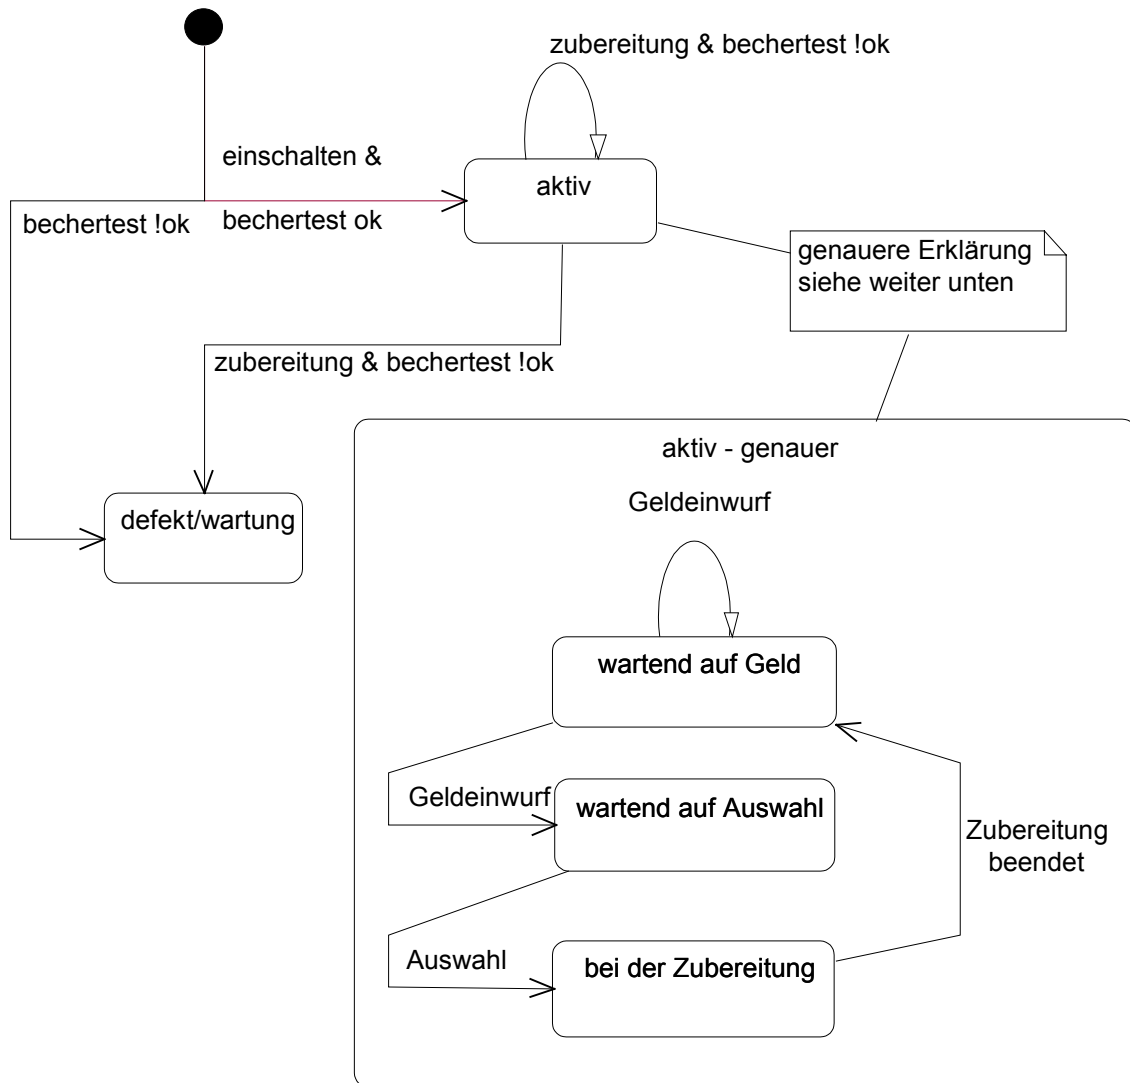 zubereitung & bechertest !ok
einschalten &
aktiv
bechertest !ok
bechertest ok
genauere Erklärung
siehe weiter unten
zubereitung & bechertest !ok
aktiv - genauer
Geldeinwurf
defekt/wartung
wartend auf Geld
Geldeinwurf
wartend auf Auswahl
Zubereitung
beendet
Auswahl
bei der Zubereitung